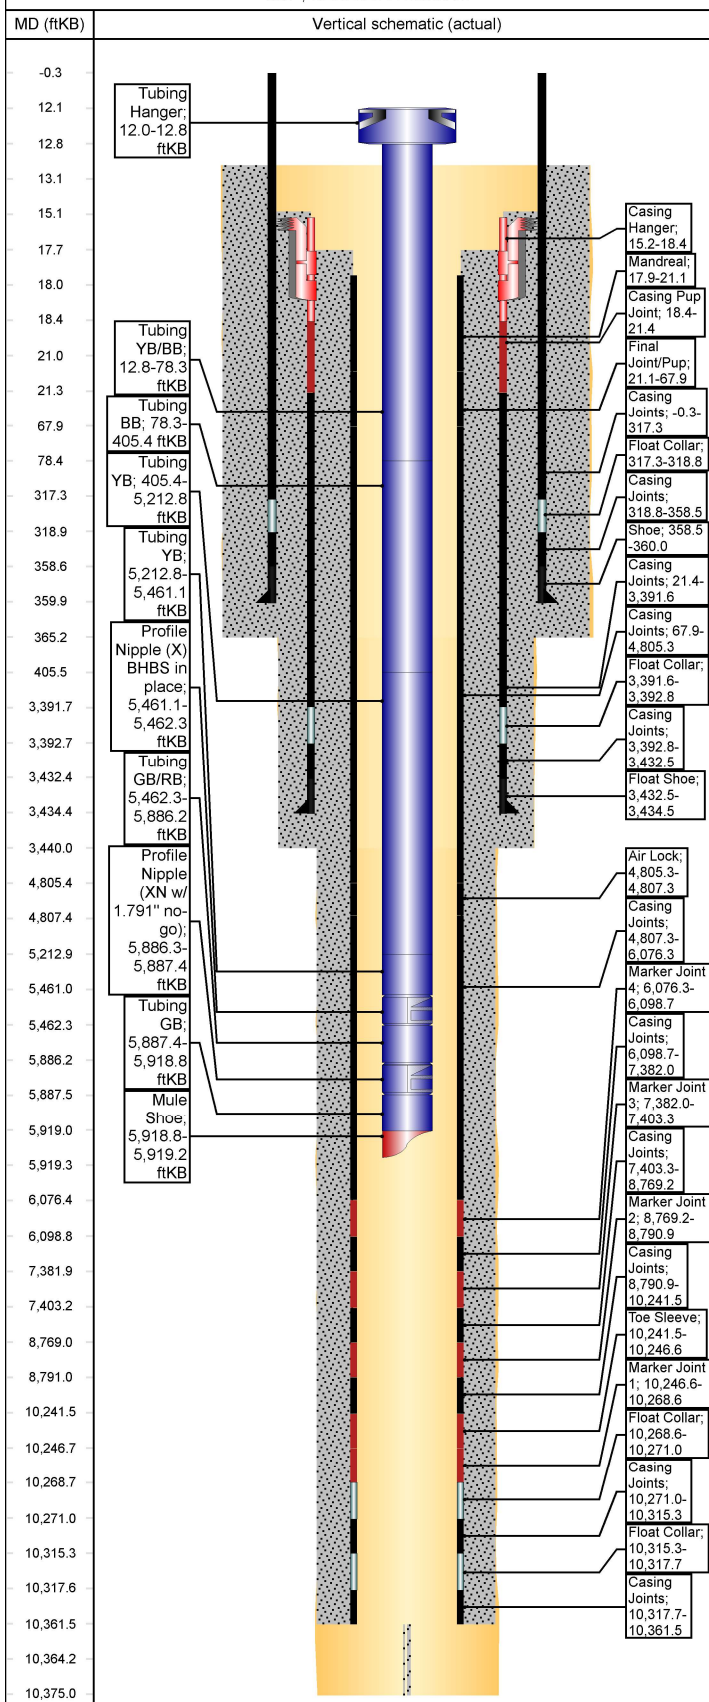 MD (ftKB)
Vertical schematic (actual)
-0.3
12.1
12.8
13.1
15.1
17.7
18.0
18.4
21.0
21.3
67.9
78.4
317.3
318.9
358.6
359.9
365.2
405.5
3,391.7
3,392.7
3,432.4
3,434.4
3,440.0
4,805.4
4,807.4
5,212.9
5,461.0
5,462.3
5,886.2
5,887.5
5,919.0
5,919.3
6,076.4
6,098.8
7,381.9
7,403.2
8,769.0
8,791.0
10,241.5
10,246.7
10,268.7
10,271.0
10,315.3
10,317.6
10,361.5
10,364.2
10,375.0
Tubing
Hanger;
12.0-12.8
ftKB
Tubing
YB/BB;
12.8-78.3
ftKB
Tubing
BB; 78.3-
405.4 ftKB
Tubing
YB; 405.4-
5,212.8
ftKB
Tubing
YB;
5,212.8-
5,461.1
ftKB
Profile
Nipple (X)
BHBS in
place;
5,461.1-
5,462.3
ftKB
Tubing
GB/RB;
5,462.3-
5,886.2
ftKB
Profile
Nipple
(XN w/
1.791" no-
go);
5,886.3-
5,887.4
ftKB
Tubing
GB;
5,887.4-
5,918.8
ftKB
Mule
Shoe;
5,918.8-
5,919.2
ftKB
Casing
Hanger;
15.2-18.4
Mandreal;
17.9-21.1
Casing Pup
Joint; 18.4-
21.4
Final
Joint/Pup;
21.1-67.9
Casing
Joints; -0.3-
317.3
Float Collar;
317.3-318.8
Casing
Joints;
318.8-358.5
Shoe; 358.5
-360.0
Casing
Joints; 21.4-
3,391.6
Casing
Joints; 67.9-
4,805.3
Float Collar;
3,391.6-
3,392.8
Casing
Joints;
3,392.8-
3,432.5
Float Shoe;
3,432.5-
3,434.5
Air Lock;
4,805.3-
4,807.3
Casing
Joints;
4,807.3-
6,076.3
Marker Joint
4; 6,076.3-
6,098.7
Casing
Joints;
6,098.7-
7,382.0
Marker Joint
3; 7,382.0-
7,403.3
Casing
Joints;
7,403.3-
8,769.2
Marker Joint
2; 8,769.2-
8,790.9
Casing
Joints;
8,790.9-
10,241.5
Toe Sleeve;
10,241.5-
10,246.6
Marker Joint
1; 10,246.6-
10,268.6
Float Collar;
10,268.6-
10,271.0
Casing
Joints;
10,271.0-
10,315.3
Float Collar;
10,315.3-
10,317.7
Casing
Joints;
10,317.7-
10,361.5